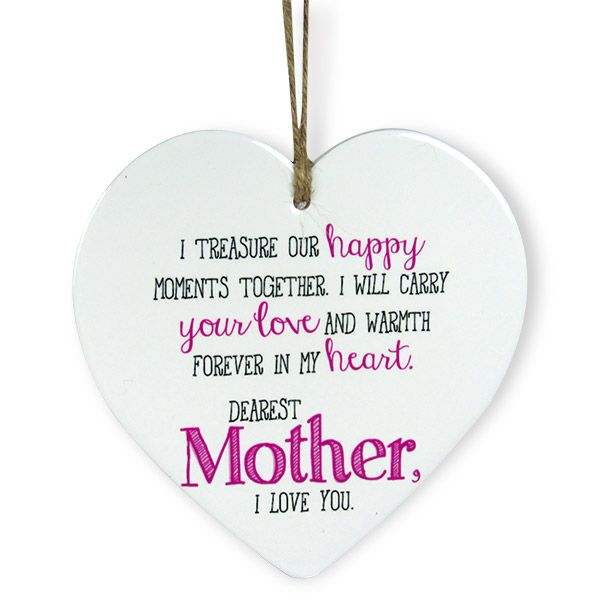 I TREASURE OUR happy
MOMENTS TOGETHER. I WILL CARRY
your love AND WARMTH
FOREVER IN MY heart.
DEAREST
Mother,
I LOVE YOU.